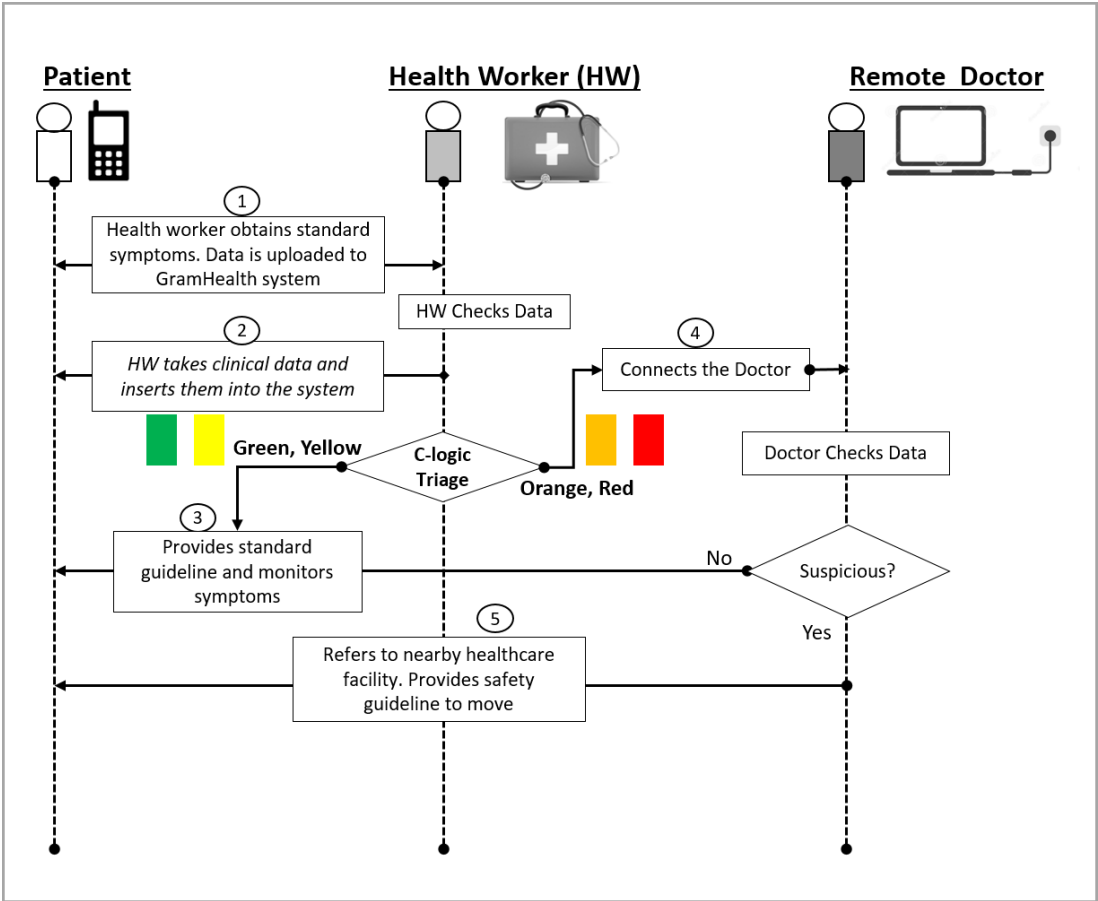 Patient
Health Worker (HW)
Remote Doctor
1
Health worker obtains standard
symptoms. Data is uploaded to
GramHealth system
HW Checks Data
2
HW takes clinical data and
inserts them into the system
4
Connects the Doctor
Green, Yellow
C-logic
Triage
Orange, Red
Doctor Checks Data
3
Provides standard
guideline and monitors
symptoms
No
Suspicious?
Yes
5
Refers to nearby healthcare
facility. Provides safety
guideline to move